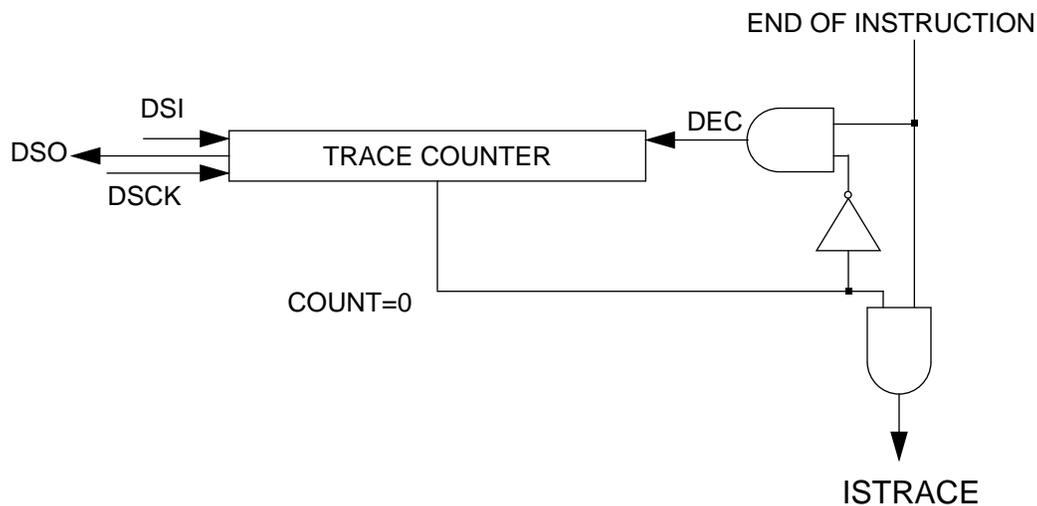 END OF INSTRUCTION
DSI
DEC
DSO
TRACE COUNTER
DSCK
COUNT=0
ISTRACE